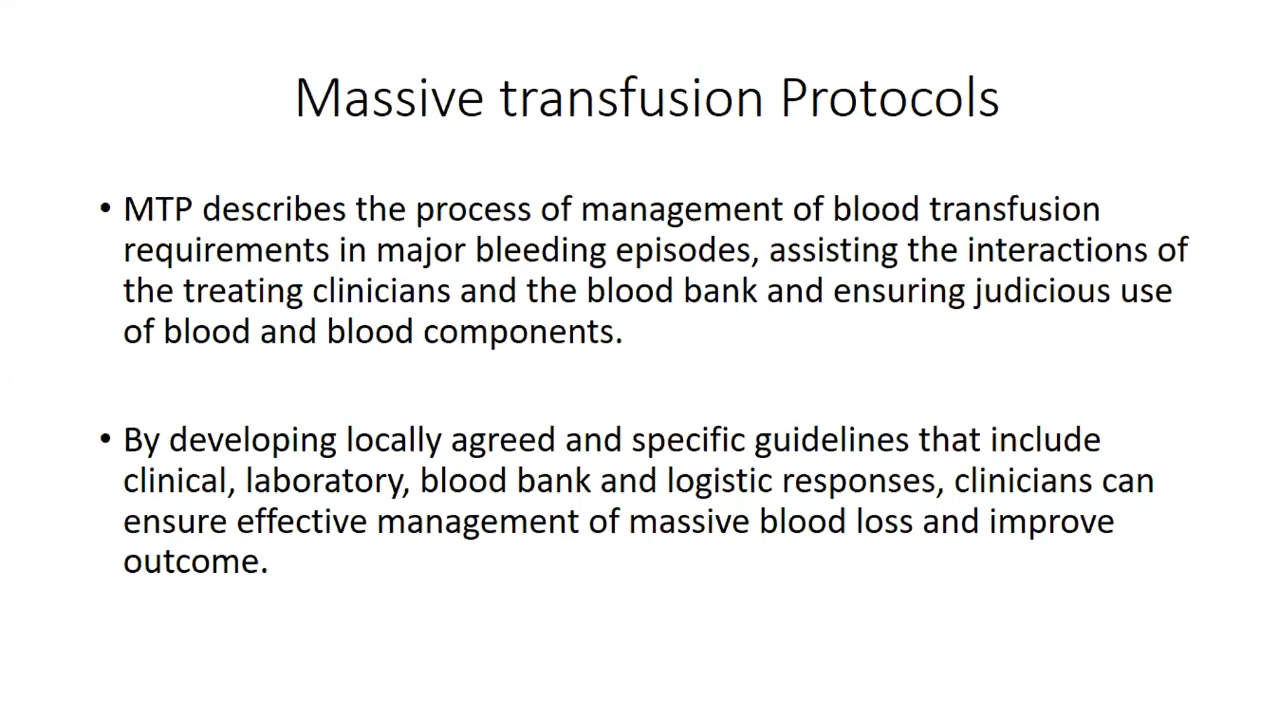 Massive transfusion Protocols
• MTP describes the process of management of blood transfusion
requirements in major bleeding episodes, assisting the interactions of
the treating clinicians and the blood bank and ensuring judicious use
of blood and blood components.
• By developing locally agreed and specific guidelines that include
clinical, laboratory, blood bank and logistic responses, clinicians can
ensure effective management of massive blood loss and improve
outcome.